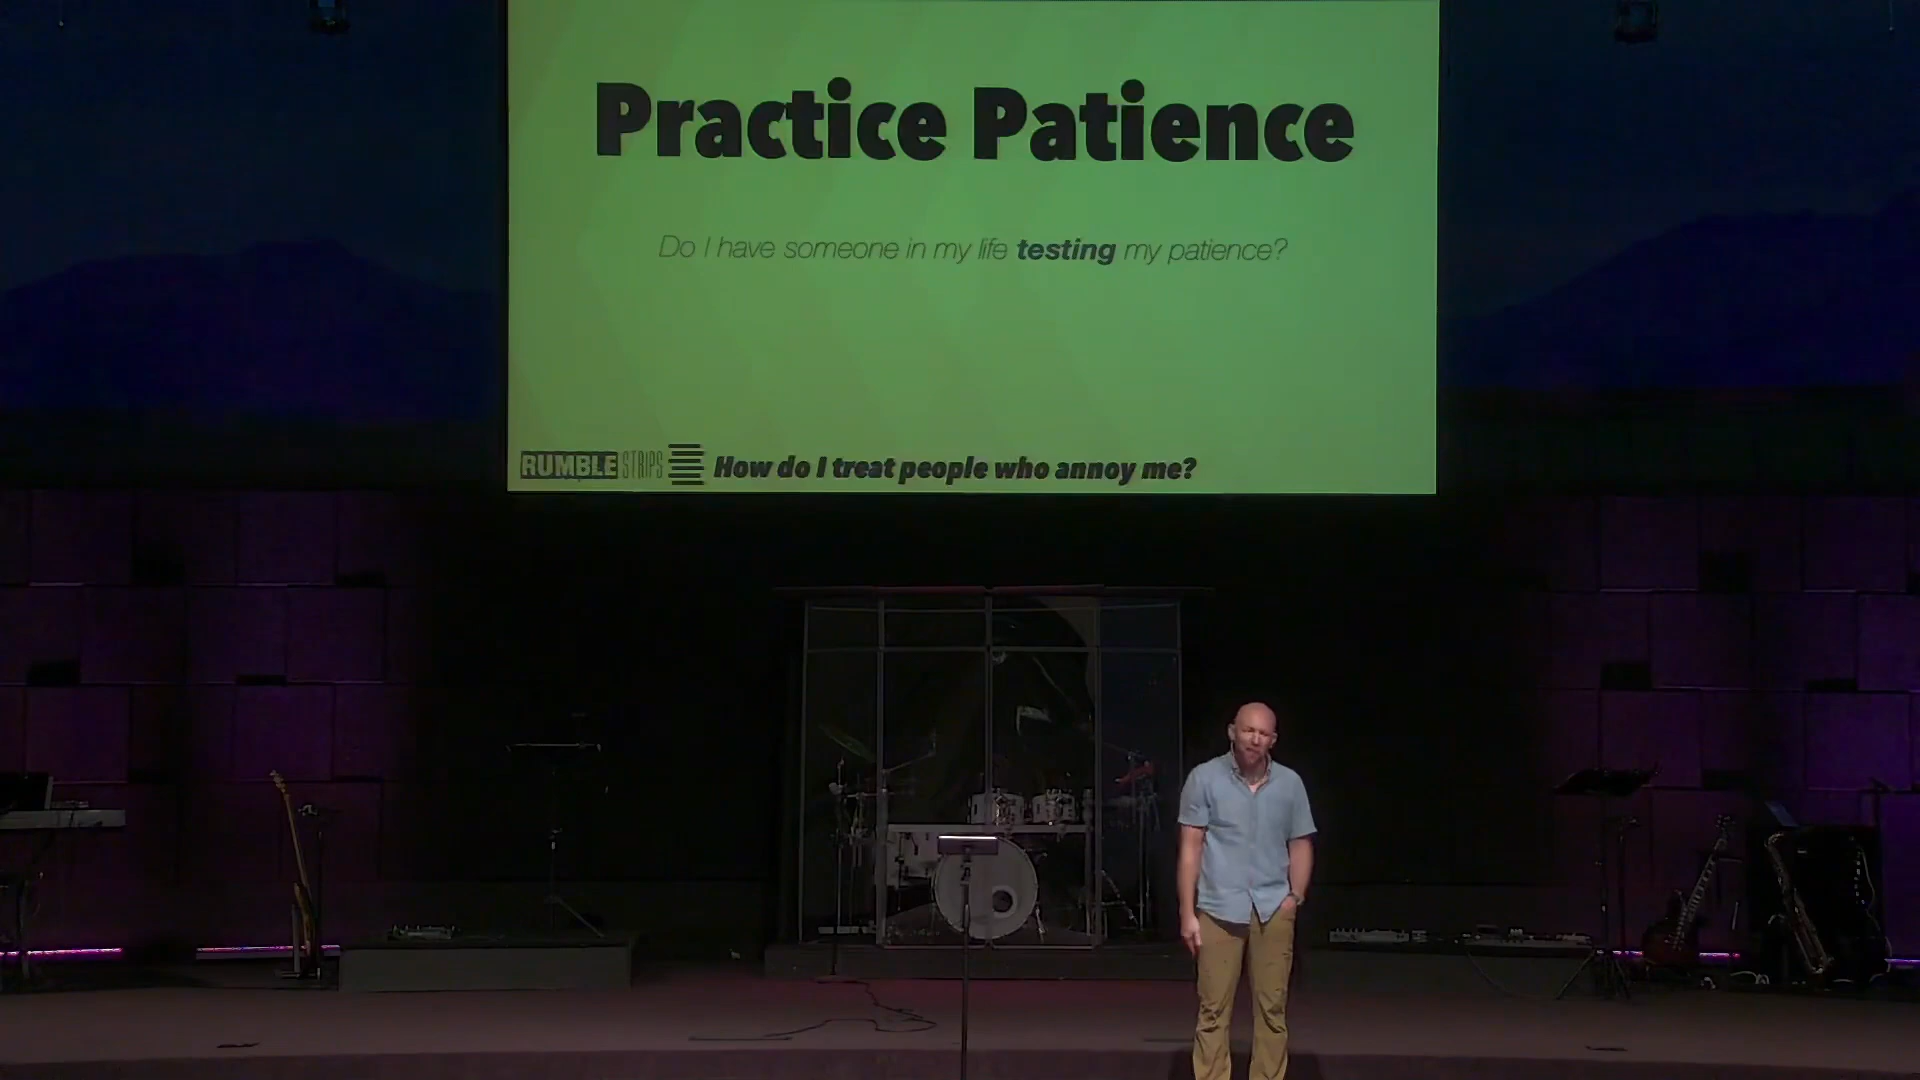 Practice Patience
Do I have someone in my life testing my patience?
RUMBLE STRIPS How do I treat people who annoy me?